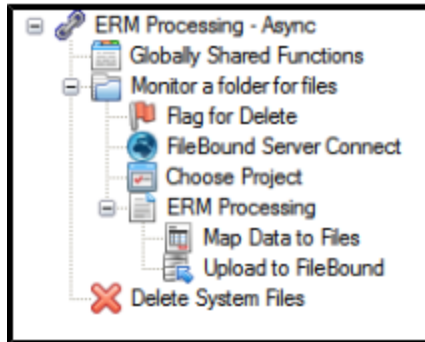 ERM Processing - Async
Globally Shared Functions
Monitor a folder for files
Flag for Delete
FileBound Server Connect
Choose Project
ERM Processing
Map Data to Files
Upload to FileBound
Delete System Files